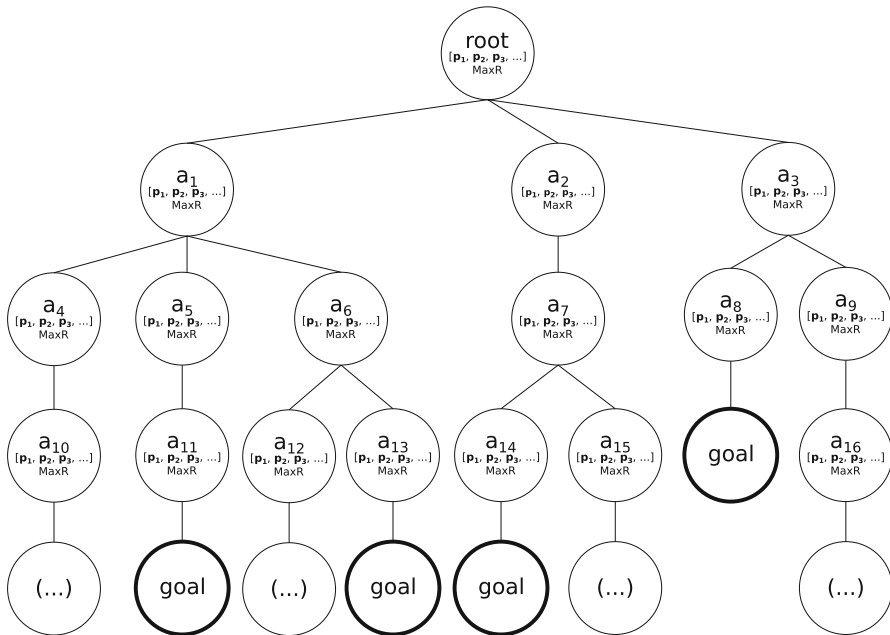 root
[p₁, p₂, p₃, ...]
MaxR
a₁
[p₁, p₂, p₃, ...]
MaxR
a₂
[p₁, p₂, p₃, ...]
MaxR
a₃
[p₁, p₂, p₃, ...]
MaxR
a₄
[p₁, p₂, p₃, ...]
MaxR
a₅
[p₁, p₂, p₃, ...]
MaxR
a₆
[p₁, p₂, p₃, ...]
MaxR
a₇
[p₁, p₂, p₃, ...]
MaxR
a₈
[p₁, p₂, p₃, ...]
MaxR
a₉
[p₁, p₂, p₃, ...]
MaxR
a₁₀
[p₁, p₂, p₃, ...]
MaxR
a₁₁
[p₁, p₂, p₃, ...]
MaxR
a₁₂
[p₁, p₂, p₃, ...]
MaxR
a₁₃
[p₁, p₂, p₃, ...]
MaxR
a₁₄
[p₁, p₂, p₃, ...]
MaxR
a₁₅
[p₁, p₂, p₃, ...]
MaxR
goal
a₁₆
[p₁, p₂, p₃, ...]
MaxR
(...)
goal
(...)
goal
goal
(...)
(...)